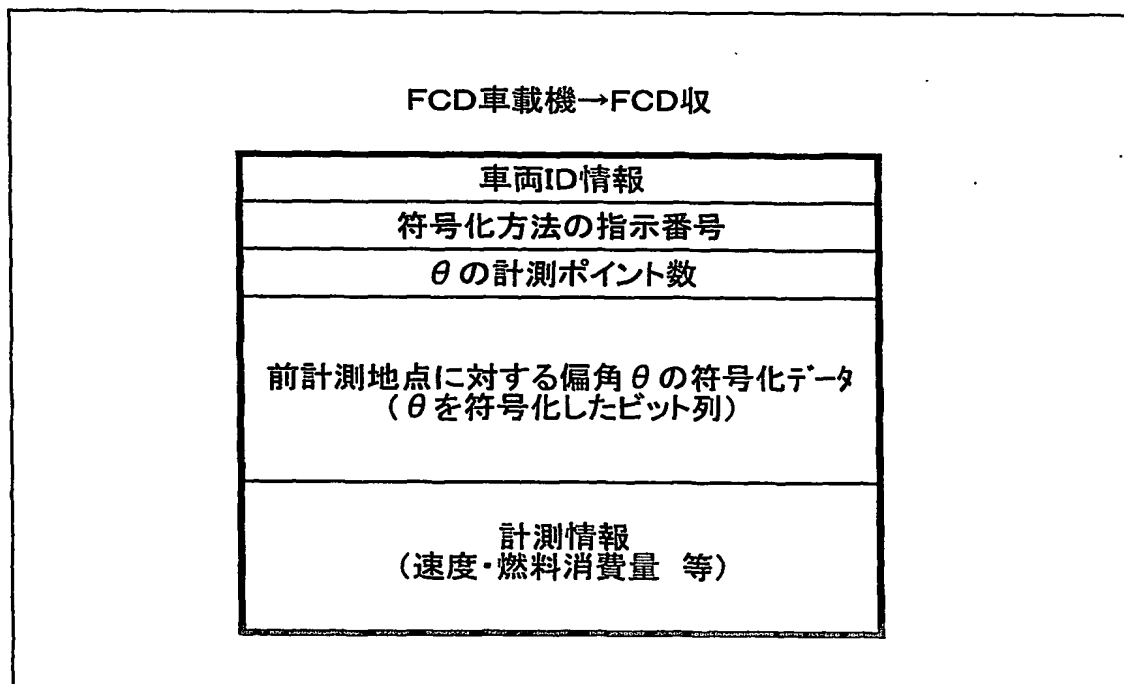 FCD車載機→FCD収
車両ID情報
符号化方法の指示番号
θの計測ポイント数
前計測地点に対する偏角θの符号化データ
(θを符号化したビット列)
計測情報
(速度・燃料消費量 等)